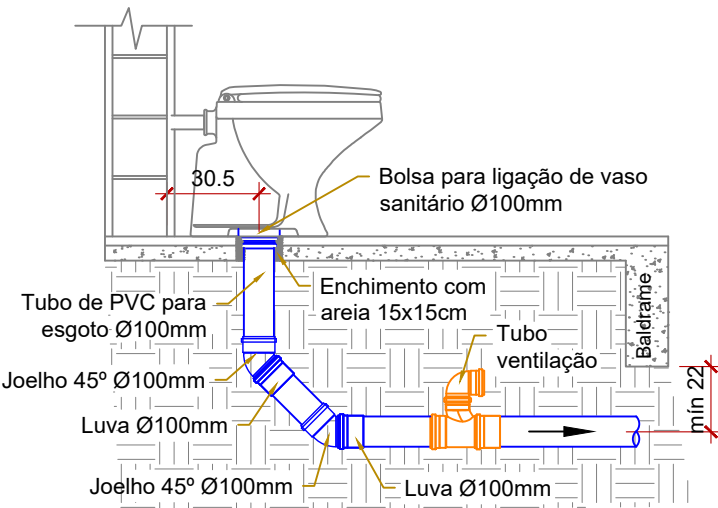 30.5
Bolsa para ligação de vaso
sanitário Ø100mm
Enchimento com
areia 15x15cm
Tubo de PVC para
esgoto Ø100mm
Tubo
ventilação
Baldrame
mín 22
Joelho 45º Ø100mm
Luva Ø100mm
Joelho 45º Ø100mm
Luva Ø100mm